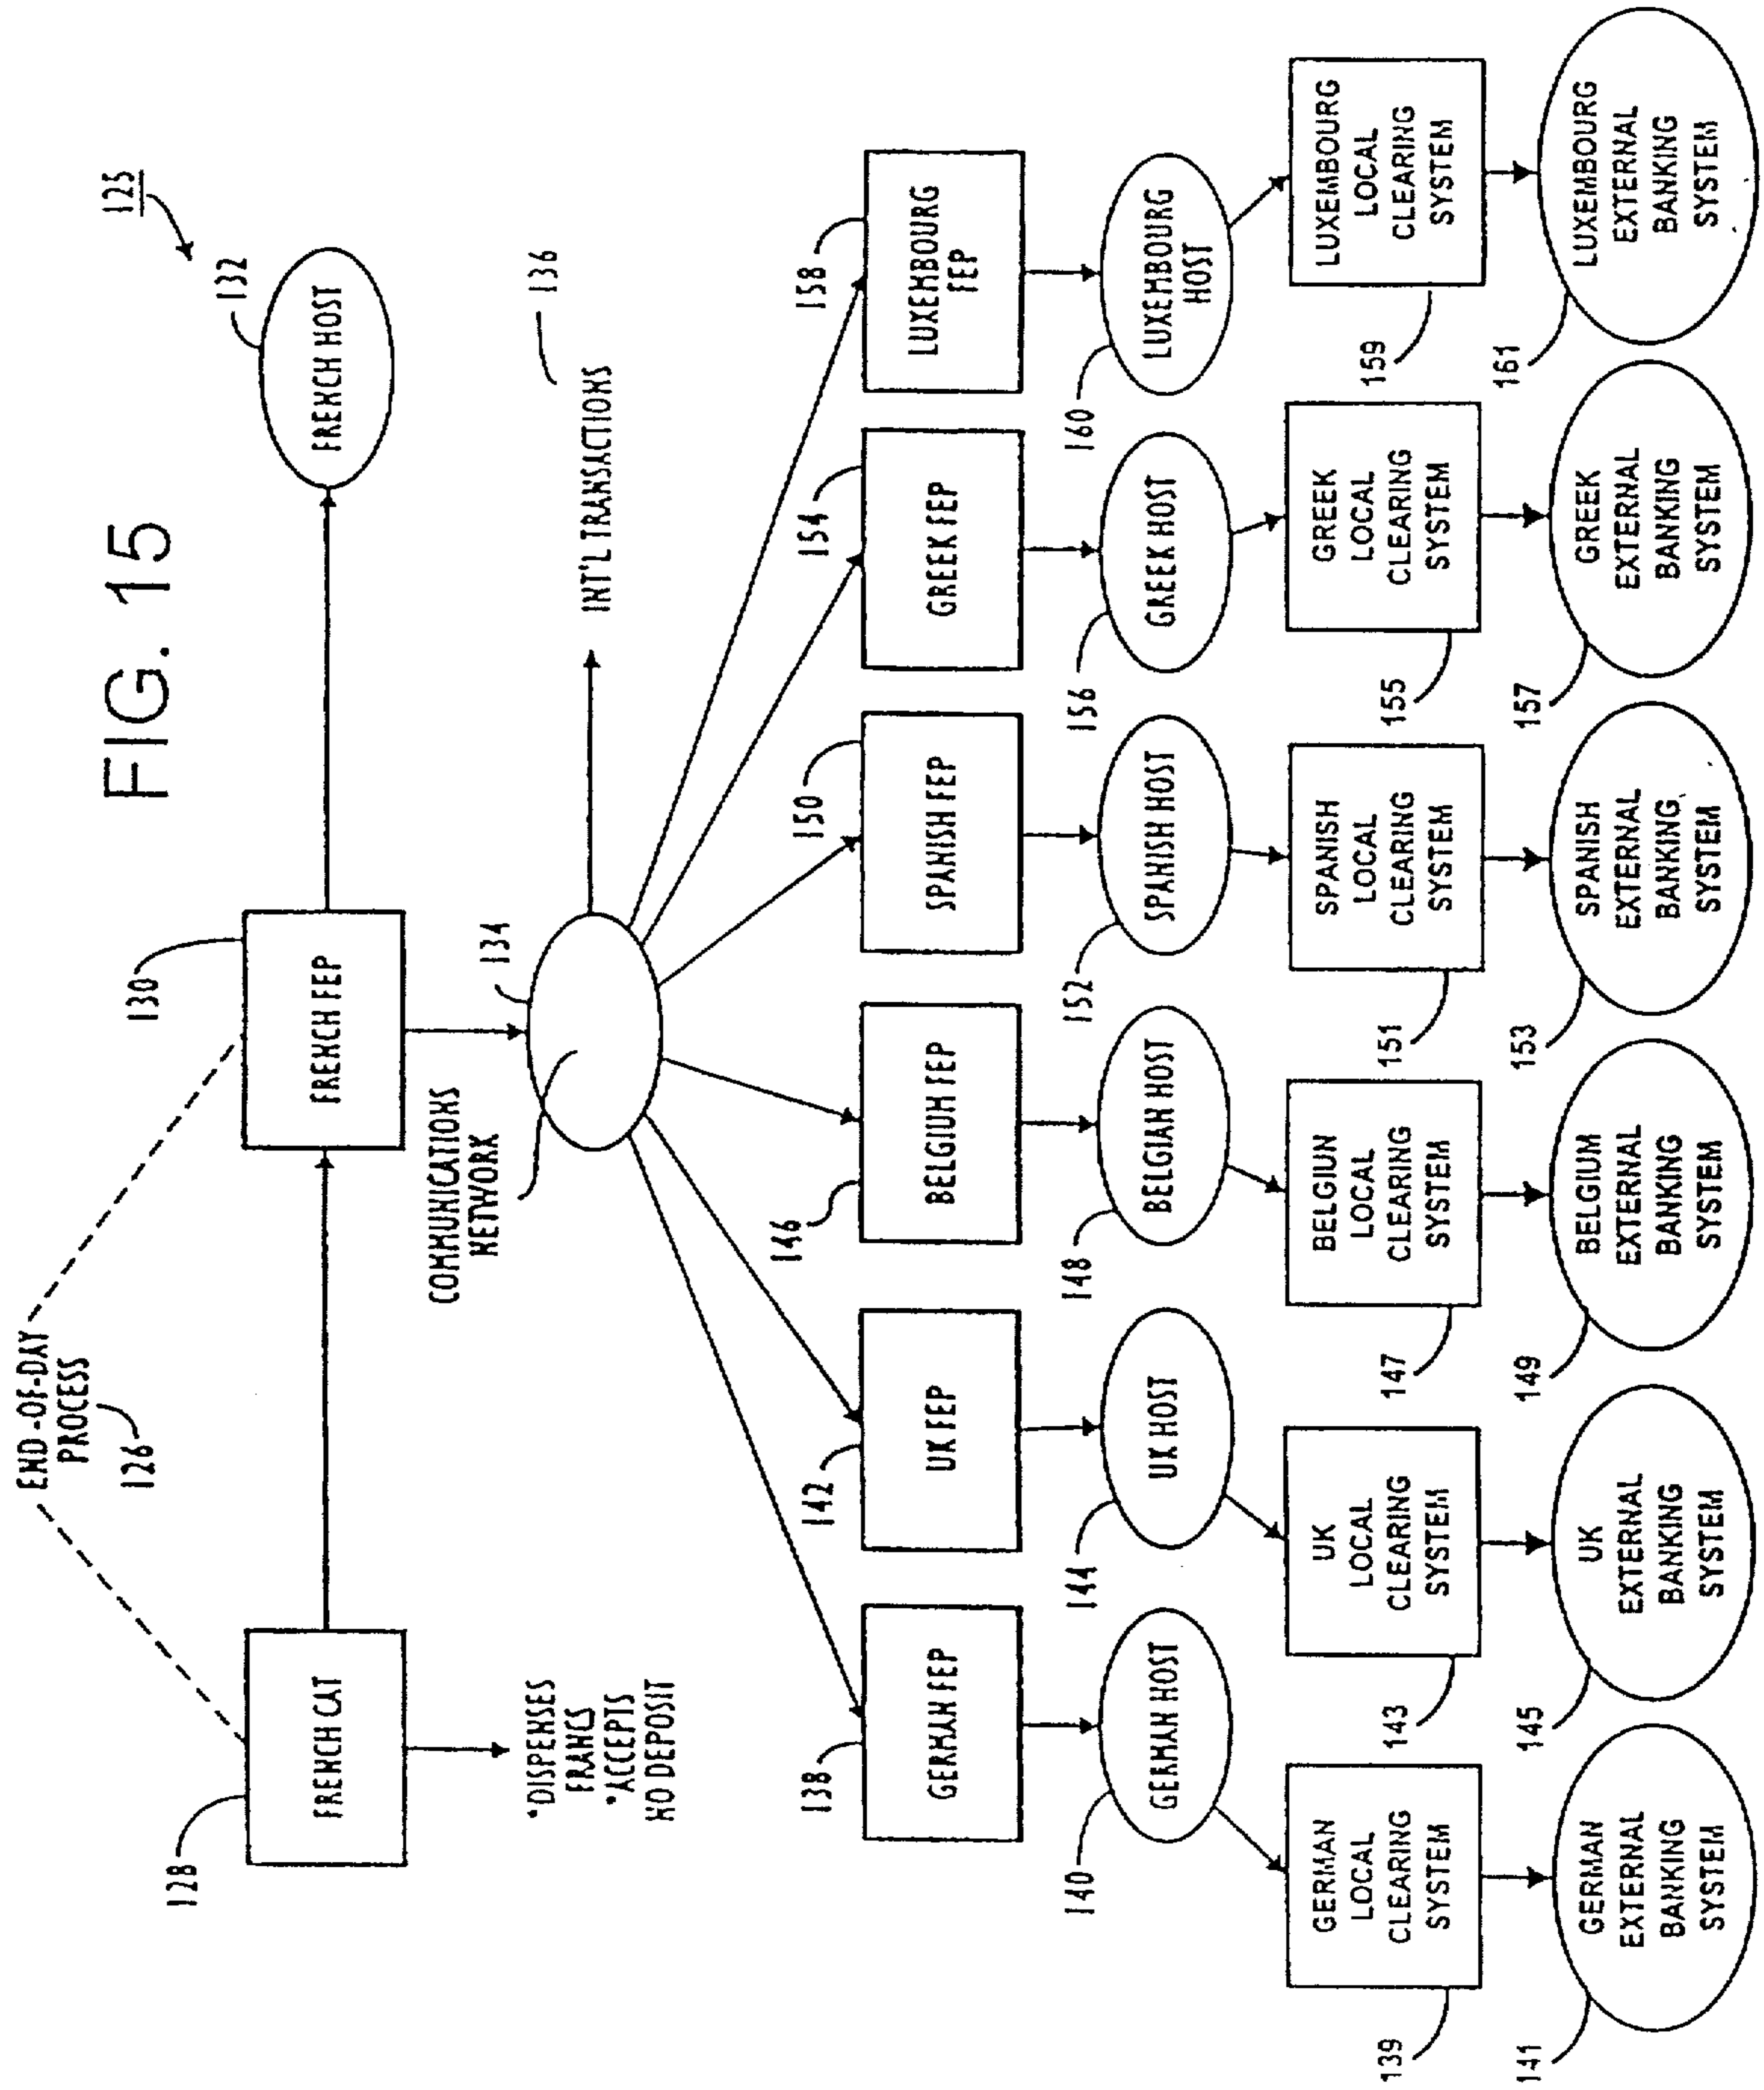 FIG. 15
125
END-OF-DAY
PROCESS
126
128
FRENCH CAT
130
FRENCH FEP
132
FRENCH HOST
*DISPENSES
FRANCS
*ACCEPTS
NO DEPOSIT
COMMUNICATIONS
NETWORK
134
INT'L TRANSACTIONS
136
138
GERMAN FEP
142
UK FEP
146
BELGIUM FEP
150
SPANISH FEP
154
GREEK FEP
158
LUXEMBOURG
FEP
140
GERMAN HOST
144
UK HOST
148
BELGIAN HOST
152
SPANISH HOST
156
GREEK HOST
160
LUXEMBOURG
HOST
GERMAN
LOCAL
CLEARING
SYSTEM
139
UK
LOCAL
CLEARING
SYSTEM
143
BELGIUN
LOCAL
CLEARING
SYSTEM
147
SPANISH
LOCAL
CLEARING
SYSTEM
151
GREEK
LOCAL
CLEARING
SYSTEM
155
LUXEMBOURG
LOCAL
CLEARING
SYSTEM
159
GERMAN
EXTERNAL
BANKING
SYSTEM
141
UK
EXTERNAL
BANKING
SYSTEM
145
BELGIUM
EXTERNAL
BANKING
SYSTEM
149
SPANISH
EXTERNAL
BANKING
SYSTEM
153
GREEK
EXTERNAL
BANKING
SYSTEM
157
LUXEMBOURG
EXTERNAL
BANKING
SYSTEM
161